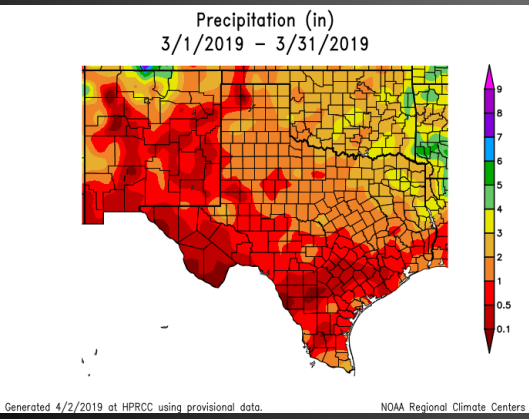 Precipitation (in)
3/1/2019 – 3/31/2019
9
8
7
6
5
4
3
2
1
0.5
0.1
Generated 4/2/2019 at HPRCC using provisional data.
NOAA Regional Climate Centers